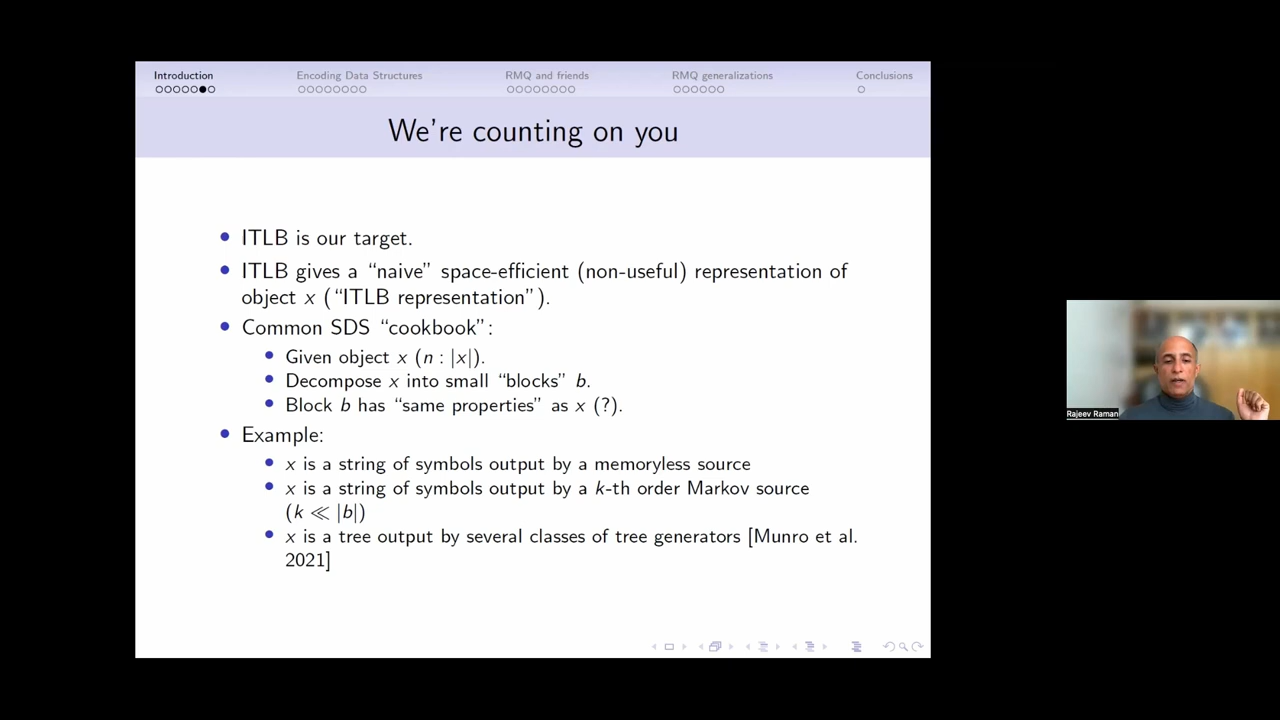 Introduction
Encoding Data Structures
RMQ and friends
RMQ generalizations
Conclusions
We're counting on you
• ITLB is our target.
• ITLB gives a “naive” space-efficient (non-useful) representation of
object x (“ITLB representation”).
• Common SDS “cookbook”:
• Given object x (n : |x|).
• Decompose x into small “blocks” b.
• Block b has “same properties” as x (?).
• Example:
• x is a string of symbols output by a memoryless source
• x is a string of symbols output by a k-th order Markov source
(k ≪ |b|)
• x is a tree output by several classes of tree generators [Munro et al.
2021]
Rajeev Raman